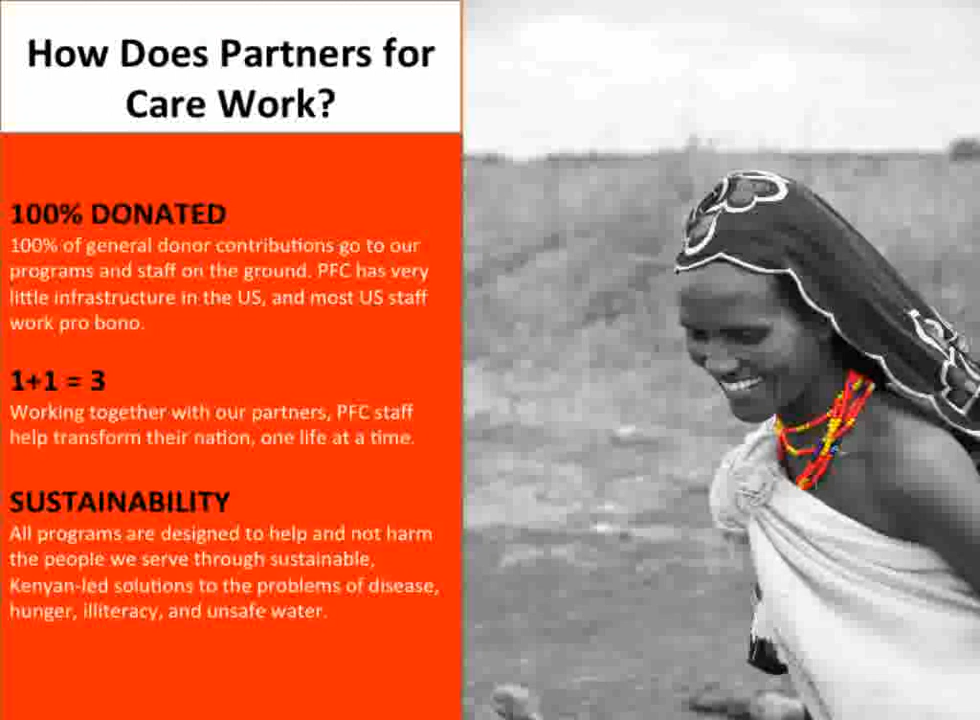 How Does Partners for
Care Work?
100% DONATED
100% of general donor contributions go to our
programs and staff on the ground. PFC has very
little infrastructure in the US, and most US staff
work pro bono.
1+1 = 3
Working together with our partners, PFC staff
help transform their nation, one life at a time.
SUSTAINABILITY
All programs are designed to help and not harm
the people we serve through sustainable,
Kenyan-led solutions to the problems of disease,
hunger, illiteracy, and unsafe water.